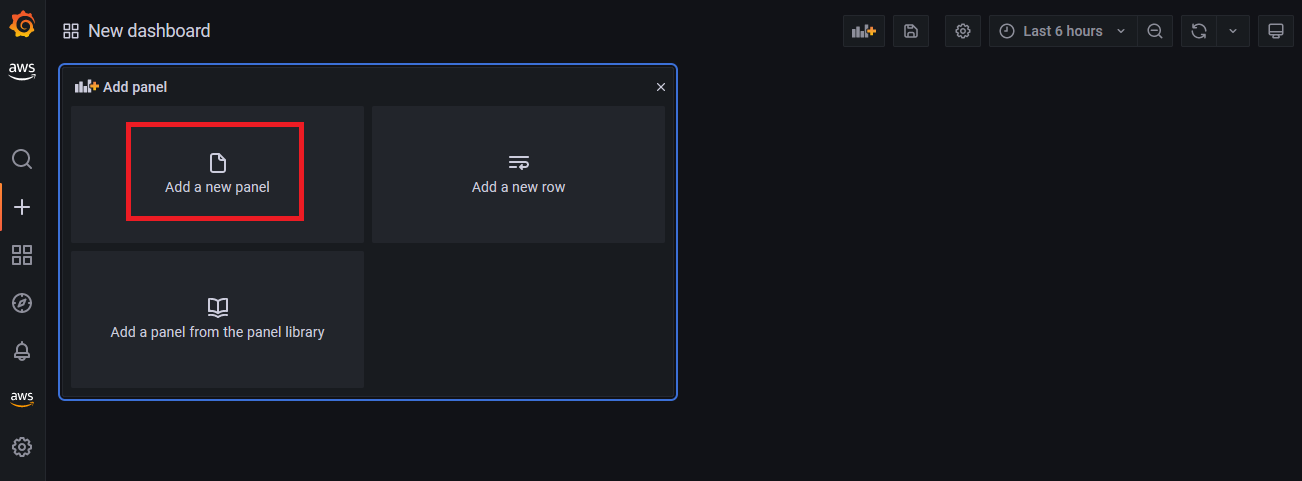 New dashboard
Last 6 hours
aws
Add panel
Add a new panel
Add a new row
Add a panel from the panel library
aws